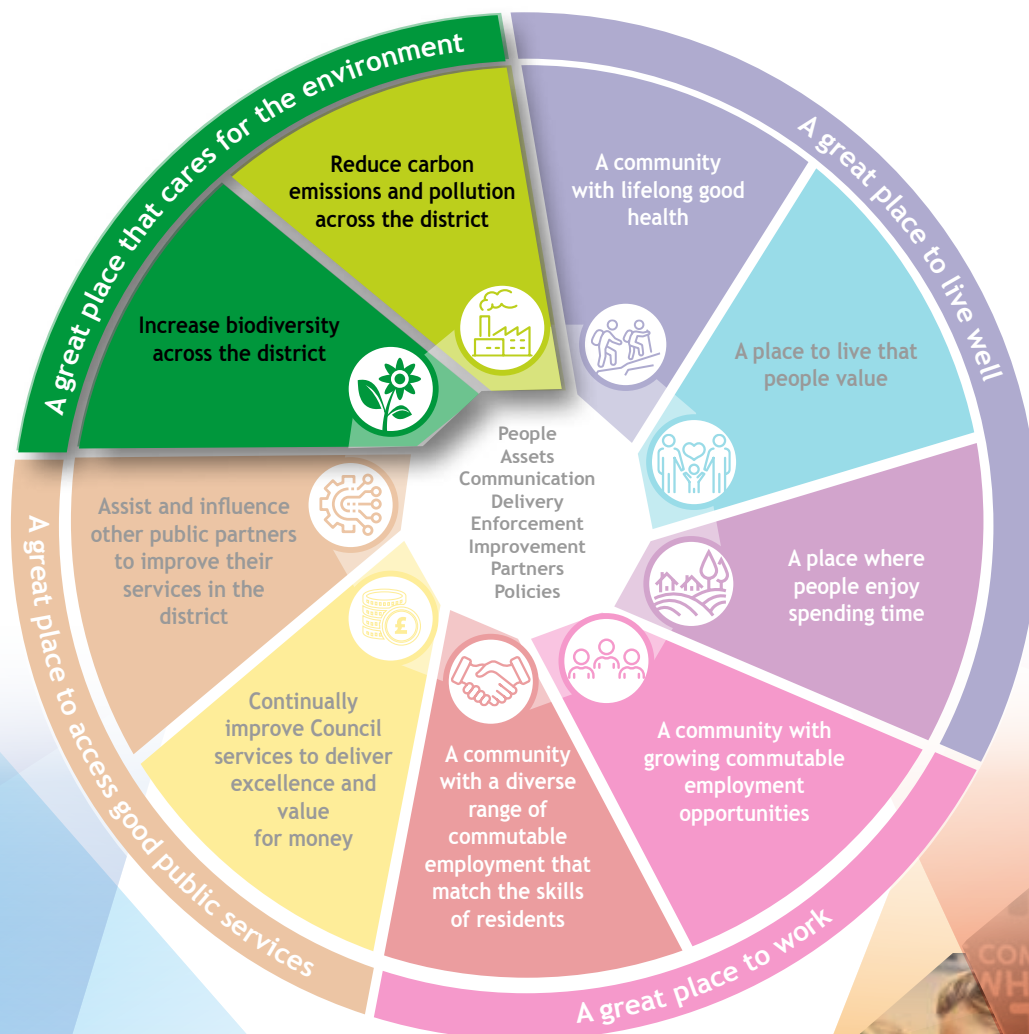 A great place that cares for the environment
Reduce carbon
emissions and pollution
across the district
Increase biodiversity
across the district
A great place to live well
A community
with lifelong good
health
A place to live that
people value
A place where
people enjoy
spending time
A great place to work
A community with
growing commutable
employment
opportunities
A community
with a diverse
range of
commutable
employment that
match the skills
of residents
A great place to access good public services
Continually
improve Council
services to deliver
excellence and
value
for money
£
Assist and influence
other public partners
to improve their
services in the
district
People
Assets
Communication
Delivery
Enforcement
Improvement
Partners
Policies